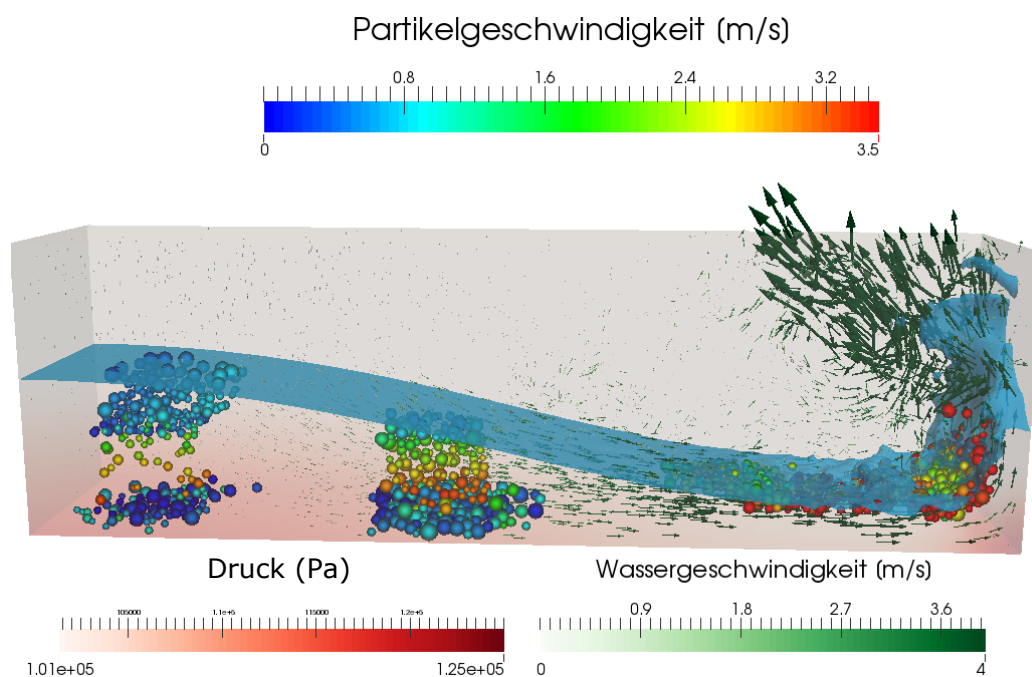 Partikelgeschwindigkeit (m/s)
0.8 1.6 2.4 3.2
0 3.5
Druck (Pa)
105000 1.1e+5 115000 1.2e+5
1.01e+05 1.25e+05
Wassergeschwindigkeit (m/s)
0.9 1.8 2.7 3.6
0 4